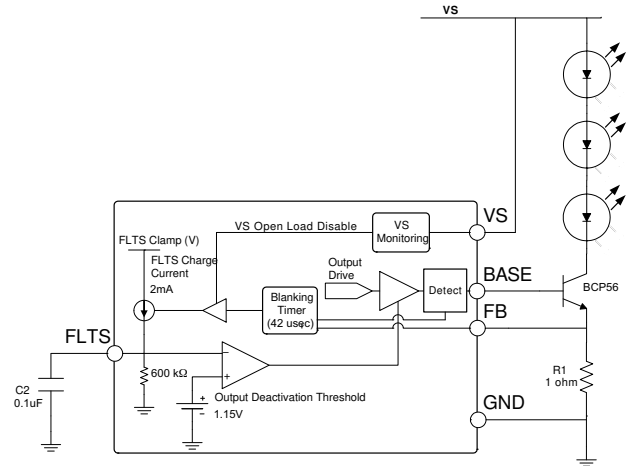 VS
VS
VS Open Load Disable
VS
Monitoring
FLTS Clamp (V)
FLTS Charge
Current
2mA
Output
Drive
BASE
Detect
BCP56
Blanking
Timer
(42 usec)
FB
FLTS
600 kΩ
R1
1 ohm
C2
0.1uF
Output Deactivation Threshold
1.15V
GND